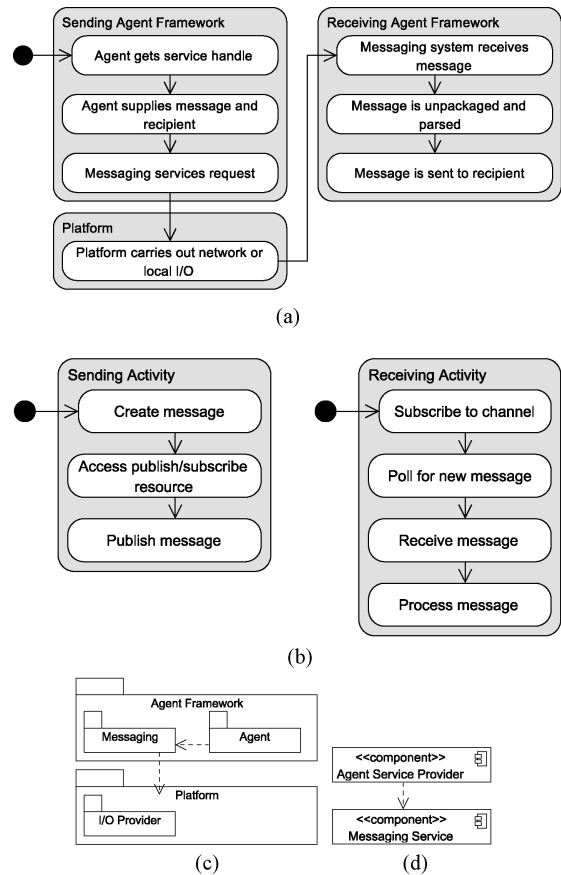 Sending Agent Framework
Agent gets service handle
Agent supplies message and
recipient
Messaging services request
Platform
Platform carries out network or
local I/O
Receiving Agent Framework
Messaging system receives
message
Message is unpackaged and
parsed
Message is sent to recipient
(a)
Sending Activity
Create message
Access publish/subscribe
resource
Publish message
Receiving Activity
Subscribe to channel
Poll for new message
Receive message
Process message
(b)
Agent Framework
Messaging
Agent
Platform
I/O Provider
(c)
<<component>>
Agent Service Provider
<<component>>
Messaging Service
(d)